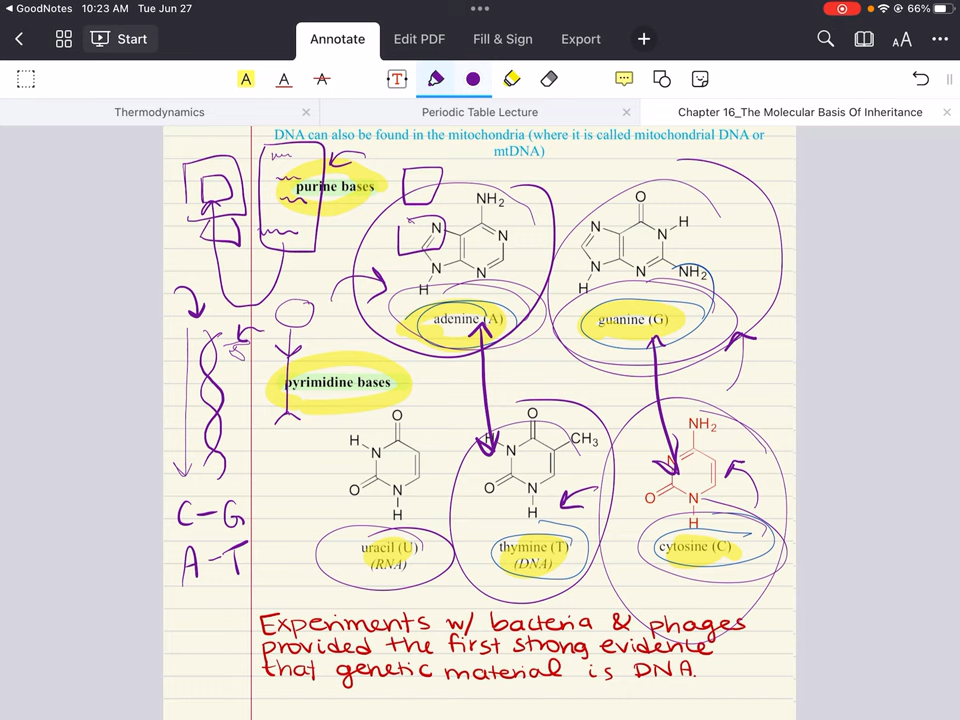 GoodNotes 10:23 AM Tue Jun 27 66%
Start Annotate Edit PDF Fill & Sign Export
A A A T
Thermodynamics Periodic Table Lecture Chapter 16_The Molecular Basis Of Inheritance
DNA can also be found in the mitochondria (where it is called mitochondrial DNA or
mtDNA)
purine bases
NH2 N N N N H
O N H N N N NH2 H
adenine (A) guanine (G)
pyrimidine bases
O H N O N H
O H N CH3 O N H
NH2 N O N H
C-G
A-T
uracil (U) thymine (T) cytosine (C)
(RNA) (DNA)
Experiments w/ bacteria & phages
provided the first strong evidence
that genetic material is DNA.